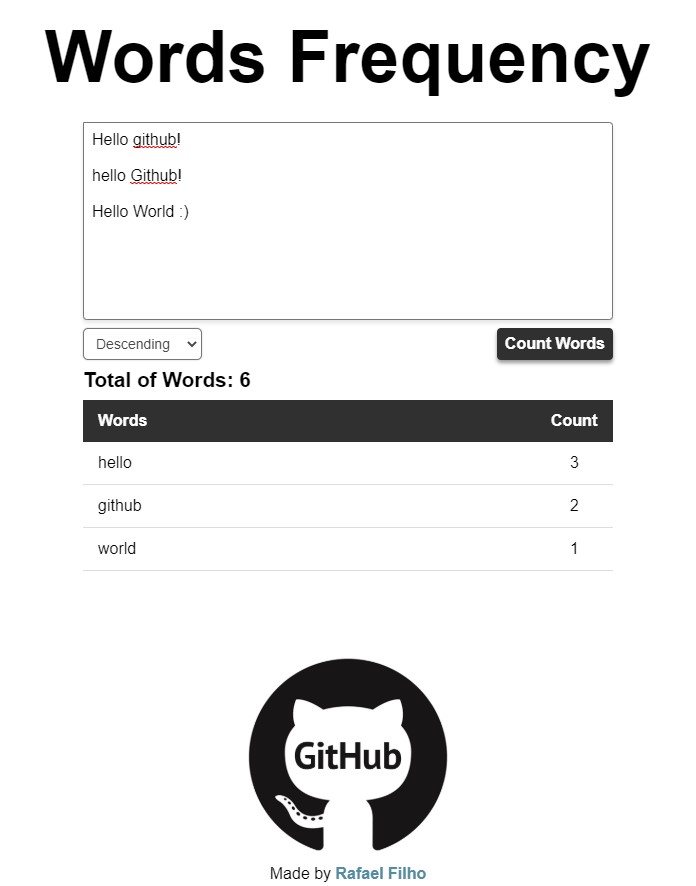 Words Frequency
Hello github!
hello Github!
Hello World :)
Descending
Count Words
Total of Words: 6
Words Count
hello 3
github 2
world 1
GitHub
Made by Rafael Filho